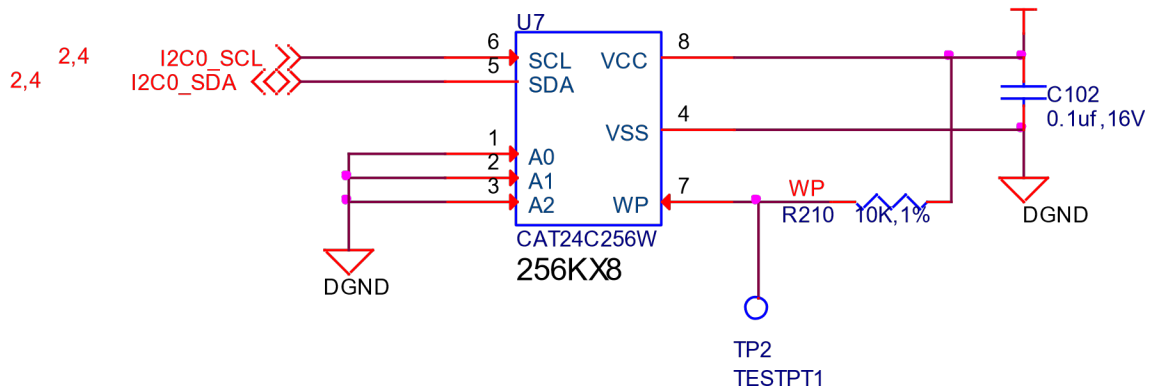 U7
2,4
I2C0_SCL
6
SCL
VCC
8
2,4
I2C0_SDA
5
SDA
C102
0.1uf,16V
4
VSS
1
A0
2
A1
3
A2
WP
7
WP
R210
10K,1%
DGND
CAT24C256W
256KX8
DGND
TP2
TESTPT1